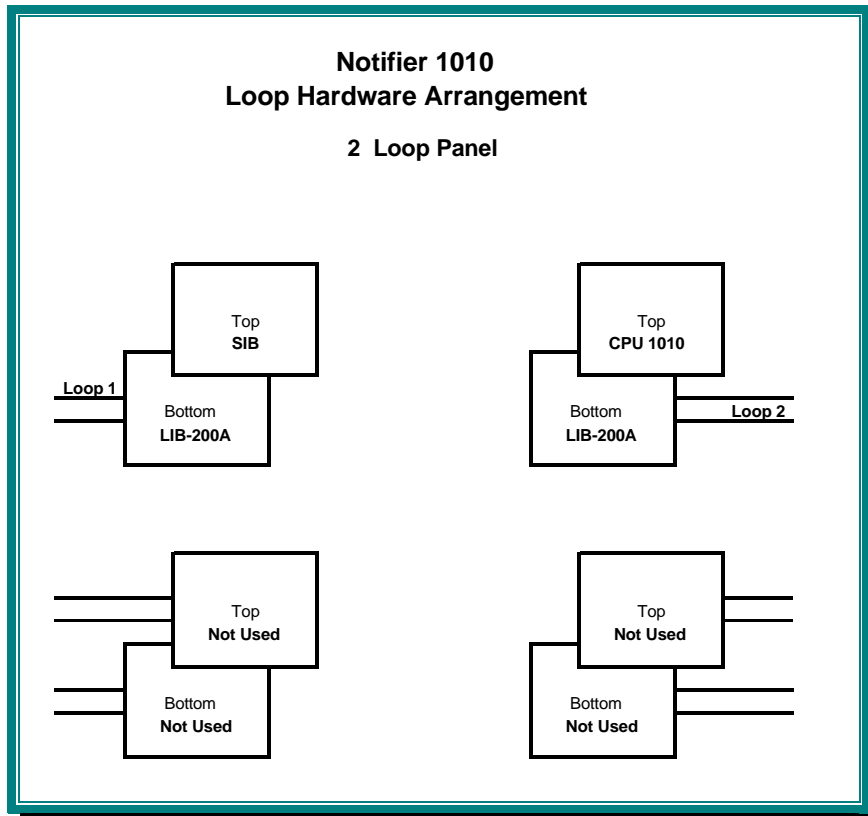 Notifier 1010
Loop Hardware Arrangement
2 Loop Panel
Top
SIB
Loop 1
Bottom
LIB-200A
Top
CPU 1010
Bottom
LIB-200A
Loop 2
Top
Not Used
Bottom
Not Used
Top
Not Used
Bottom
Not Used